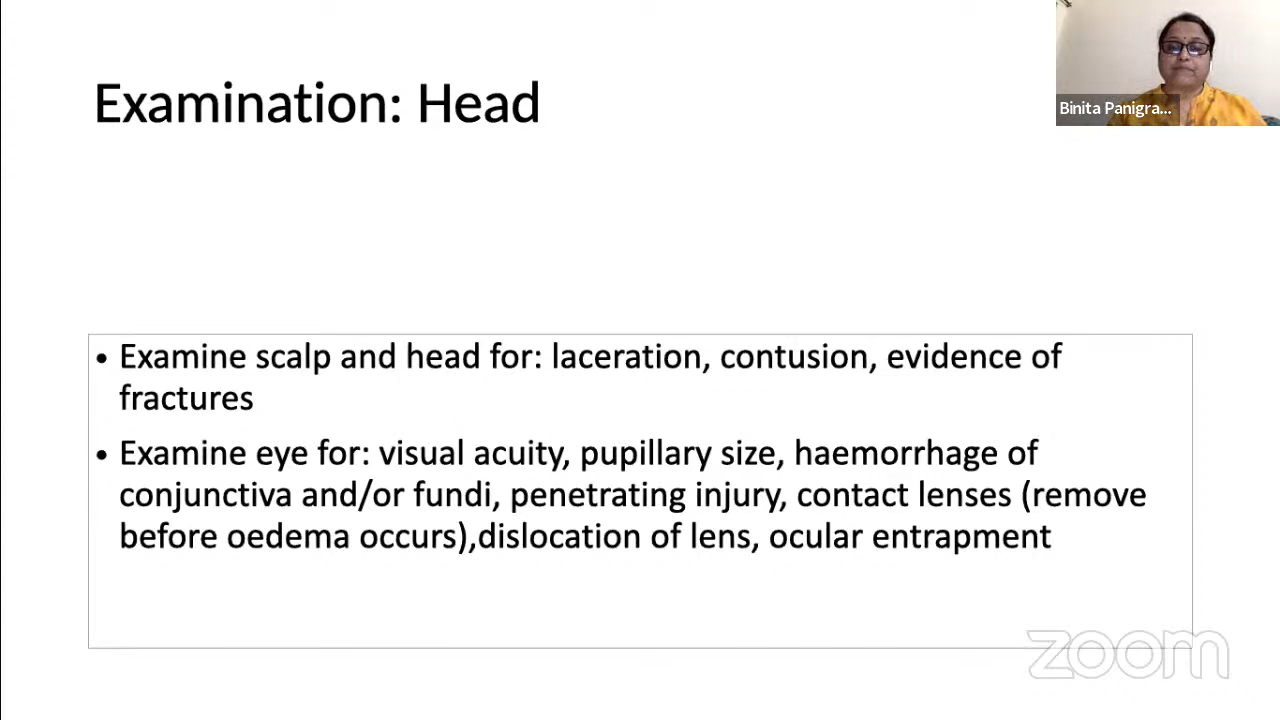 Examination: Head
Binita Panigra...
• Examine scalp and head for: laceration, contusion, evidence of
fractures
• Examine eye for: visual acuity, pupillary size, haemorrhage of
conjunctiva and/or fundi, penetrating injury, contact lenses (remove
before oedema occurs),dislocation of lens, ocular entrapment
zoom